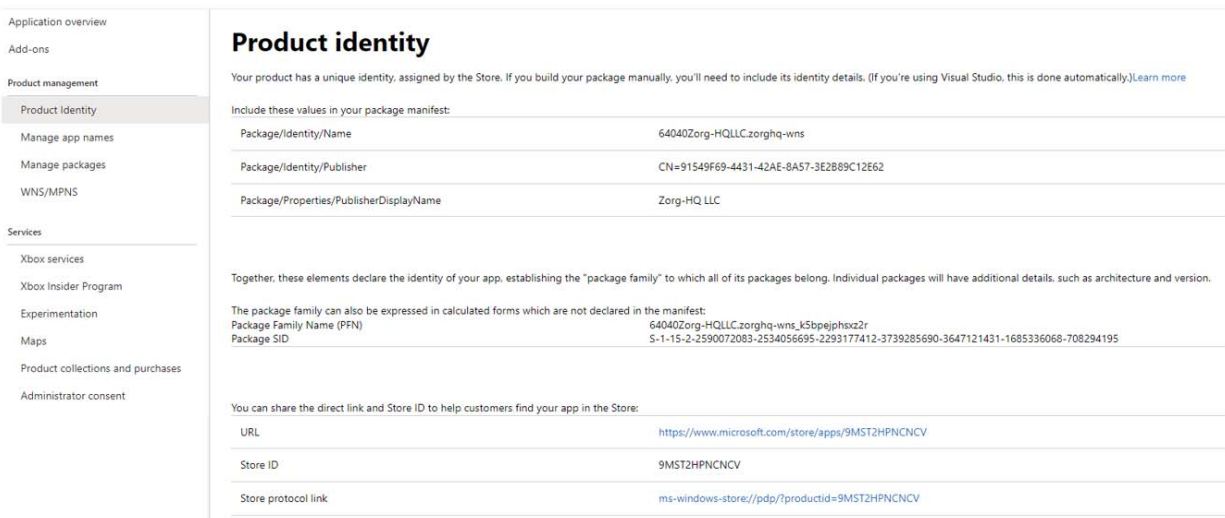 Application overview
Add-ons
Product management
Product Identity
Manage app names
Manage packages
WNS/MPNS
Services
Xbox services
Xbox Insider Program
Experimentation
Maps
Product collections and purchases
Administrator consent
Product identity
Your product has a unique identity, assigned by the Store. If you build your package manually, you'll need to include its identity details. (If you're using Visual Studio, this is done automatically.)Learn more
Include these values in your package manifest:
Package/Identity/Name 64040Zorg-HQLLC.zorghq-wns
Package/Identity/Publisher CN=91549F69-4431-42AE-8A57-3E2B89C12E62
Package/Properties/PublisherDisplayName Zorg-HQ LLC
Together, these elements declare the identity of your app, establishing the "package family" to which all of its packages belong. Individual packages will have additional details, such as architecture and version.
The package family can also be expressed in calculated forms which are not declared in the manifest:
Package Family Name (PFN) 64040Zorg-HQLLC.zorghq-wns_k5bpejphsxz2r
Package SID S-1-15-2-2590072083-2534056695-2293177412-3739285690-3647121431-1685336068-708294195
You can share the direct link and Store ID to help customers find your app in the Store:
URL https://www.microsoft.com/store/apps/9MST2HPNCNCV
Store ID 9MST2HPNCNCV
Store protocol link ms-windows-store://pdp/?productid=9MST2HPNCNCV